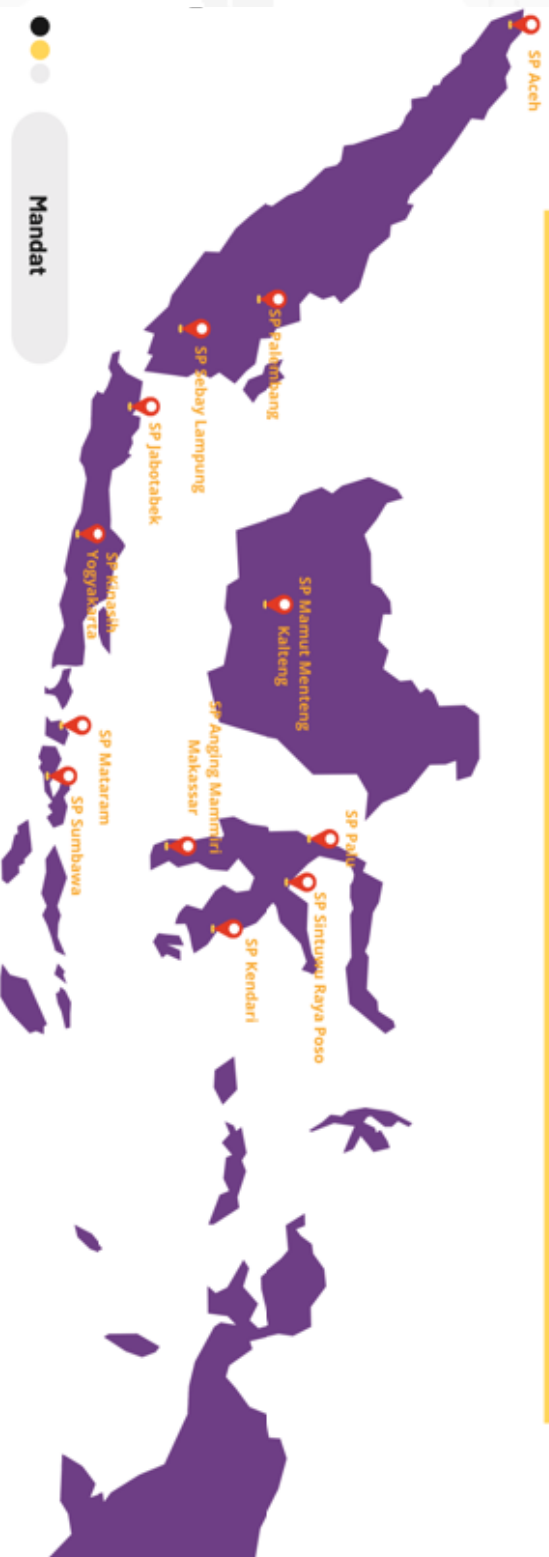 SP Aceh
SP Palembang
SP Sebay Lampung
SP Jabotabek
SP Kinasih
Yogyakarta
SP Mamut Menteng
Kalteng
SP Mataram
SP Sumbawa
SP Anging Mammiri
Makassar
SP Palu
SP Sintuwu Raya Poso
SP Kendari
Mandat